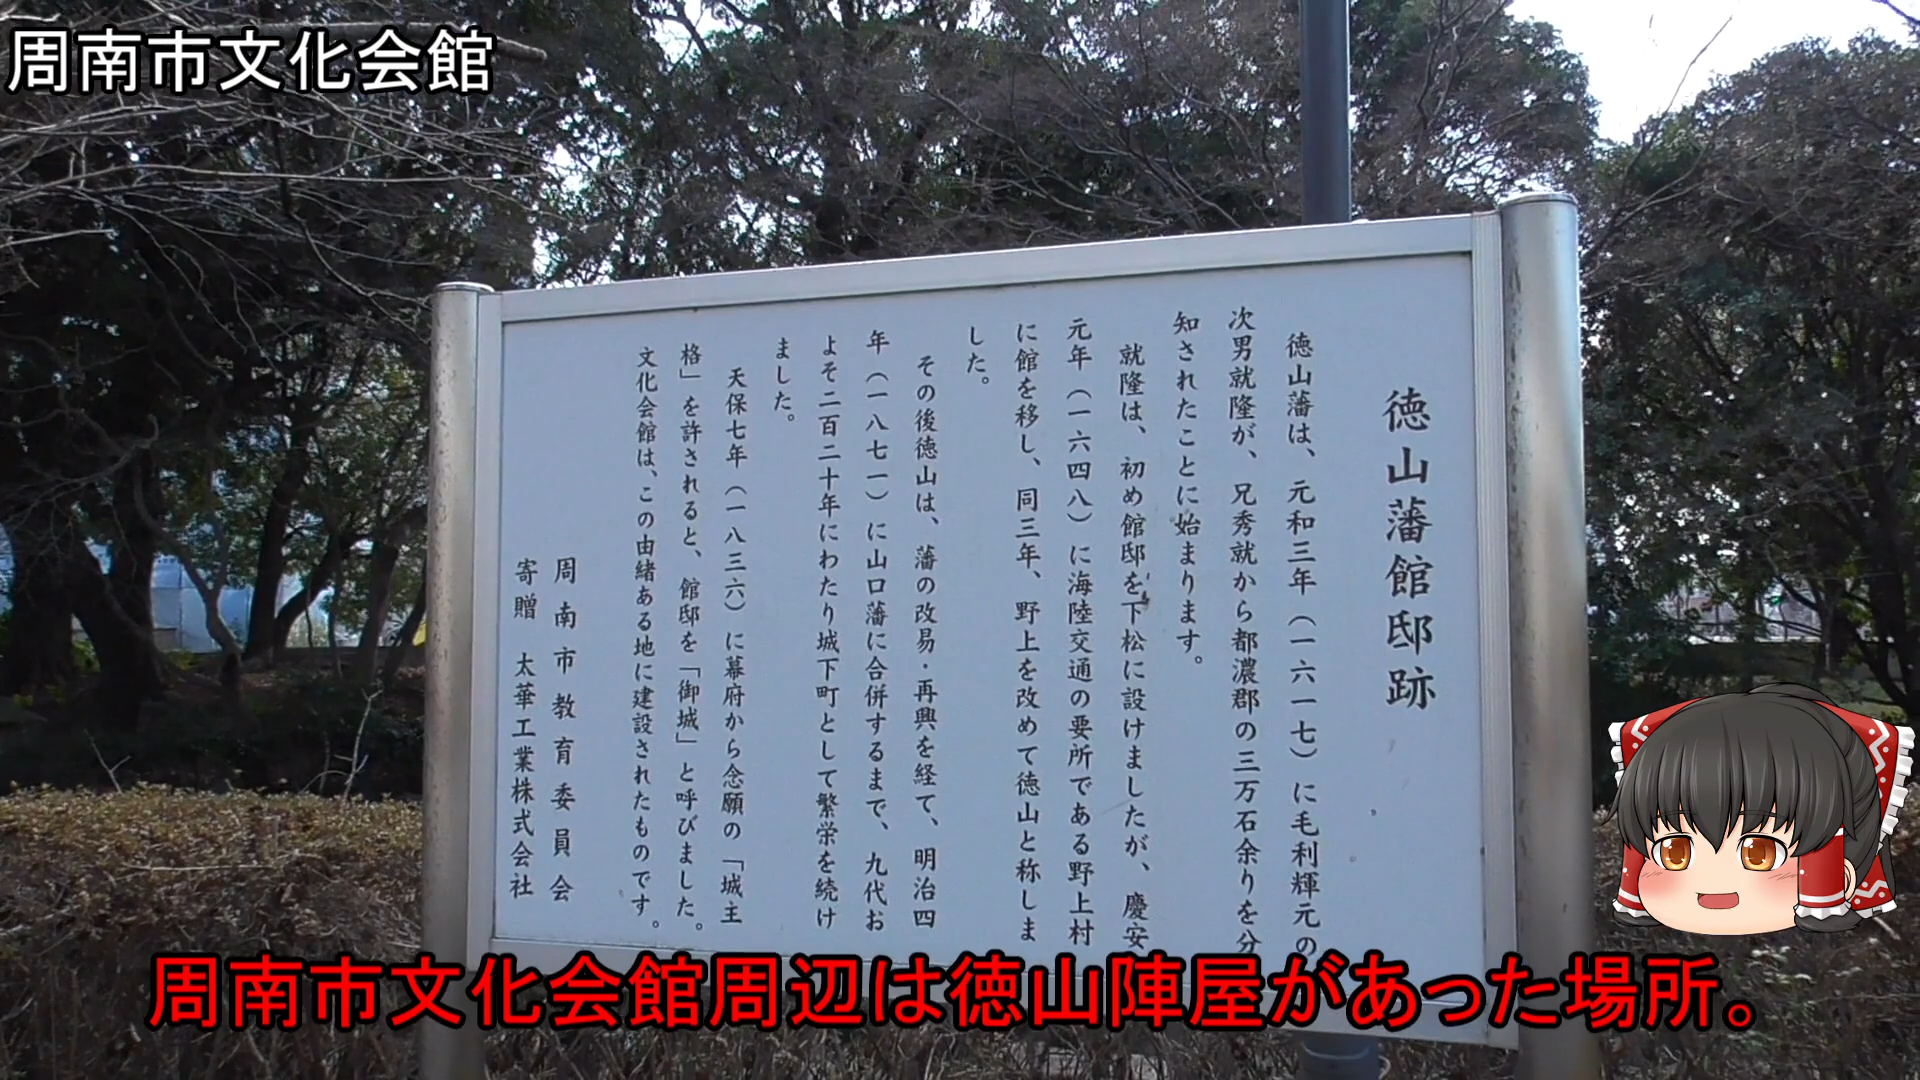 周南市文化会館
徳山藩館邸跡
徳山藩は、元和三年（一六一七）に毛利輝元の
次男就隆が、兄秀就から都濃郡の三万石余りを分
知されたことに始まります。
就隆は、初め館邸を下松に設けましたが、慶安
元年（一六四八）に海陸交通の要所である野上村
に館を移し、同三年、野上を改めて徳山と称しま
した。
その後徳山は、藩の改易・再興を経て、明治四
年（一八七一）に山口藩に合併するまで、九代お
よそ二百二十年にわたり城下町として繁栄を続け
ました。
天保七年（一八三六）に幕府から念願の「城主
格」を許されると、館邸を「御城」と呼びました。
文化会館は、この由緒ある地に建設されたものです。
周南市教育委員会
寄贈 太華工業株式会社
周南市文化会館周辺は徳山陣屋があった場所。